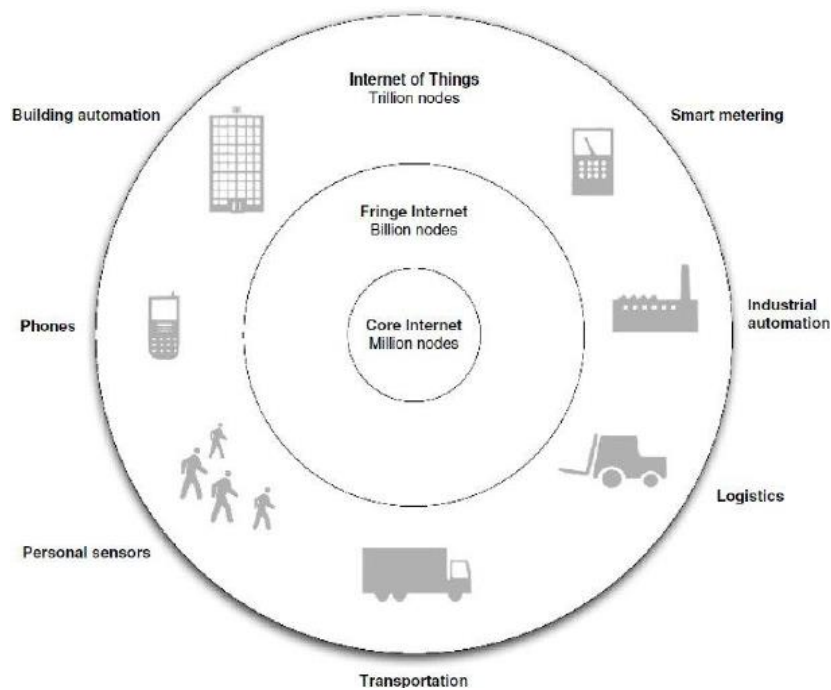 Internet of Things
Trillion nodes
Building automation
Smart metering
Fringe Internet
Billion nodes
Phones
Core Internet
Million nodes
Industrial
automation
Logistics
Personal sensors
Transportation